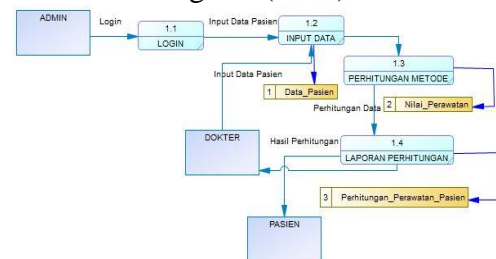 ADMIN
Login
1.1
LOGIN
Input Data Pasien
1.2
INPUT DATA
Input Data Pasien
1 Data_Pasien
1.3
PERHITUNGAN METODE
Perhitungan Data
2 Nilai_Perawatan
DOKTER
Hasil Perhitungan
1.4
LAPORAN PERHITUNGAN
3 Perhitungan_Perawatan_Pasien
PASIEN